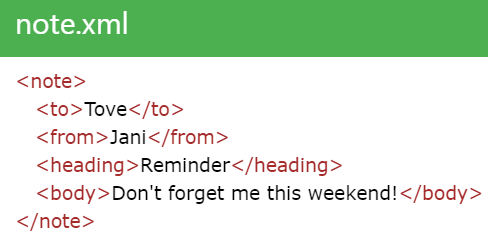 note.xml
<note>
<to>Tove</to>
<from>Jani</from>
<heading>Reminder</heading>
<body>Don't forget me this weekend!</body>
</note>